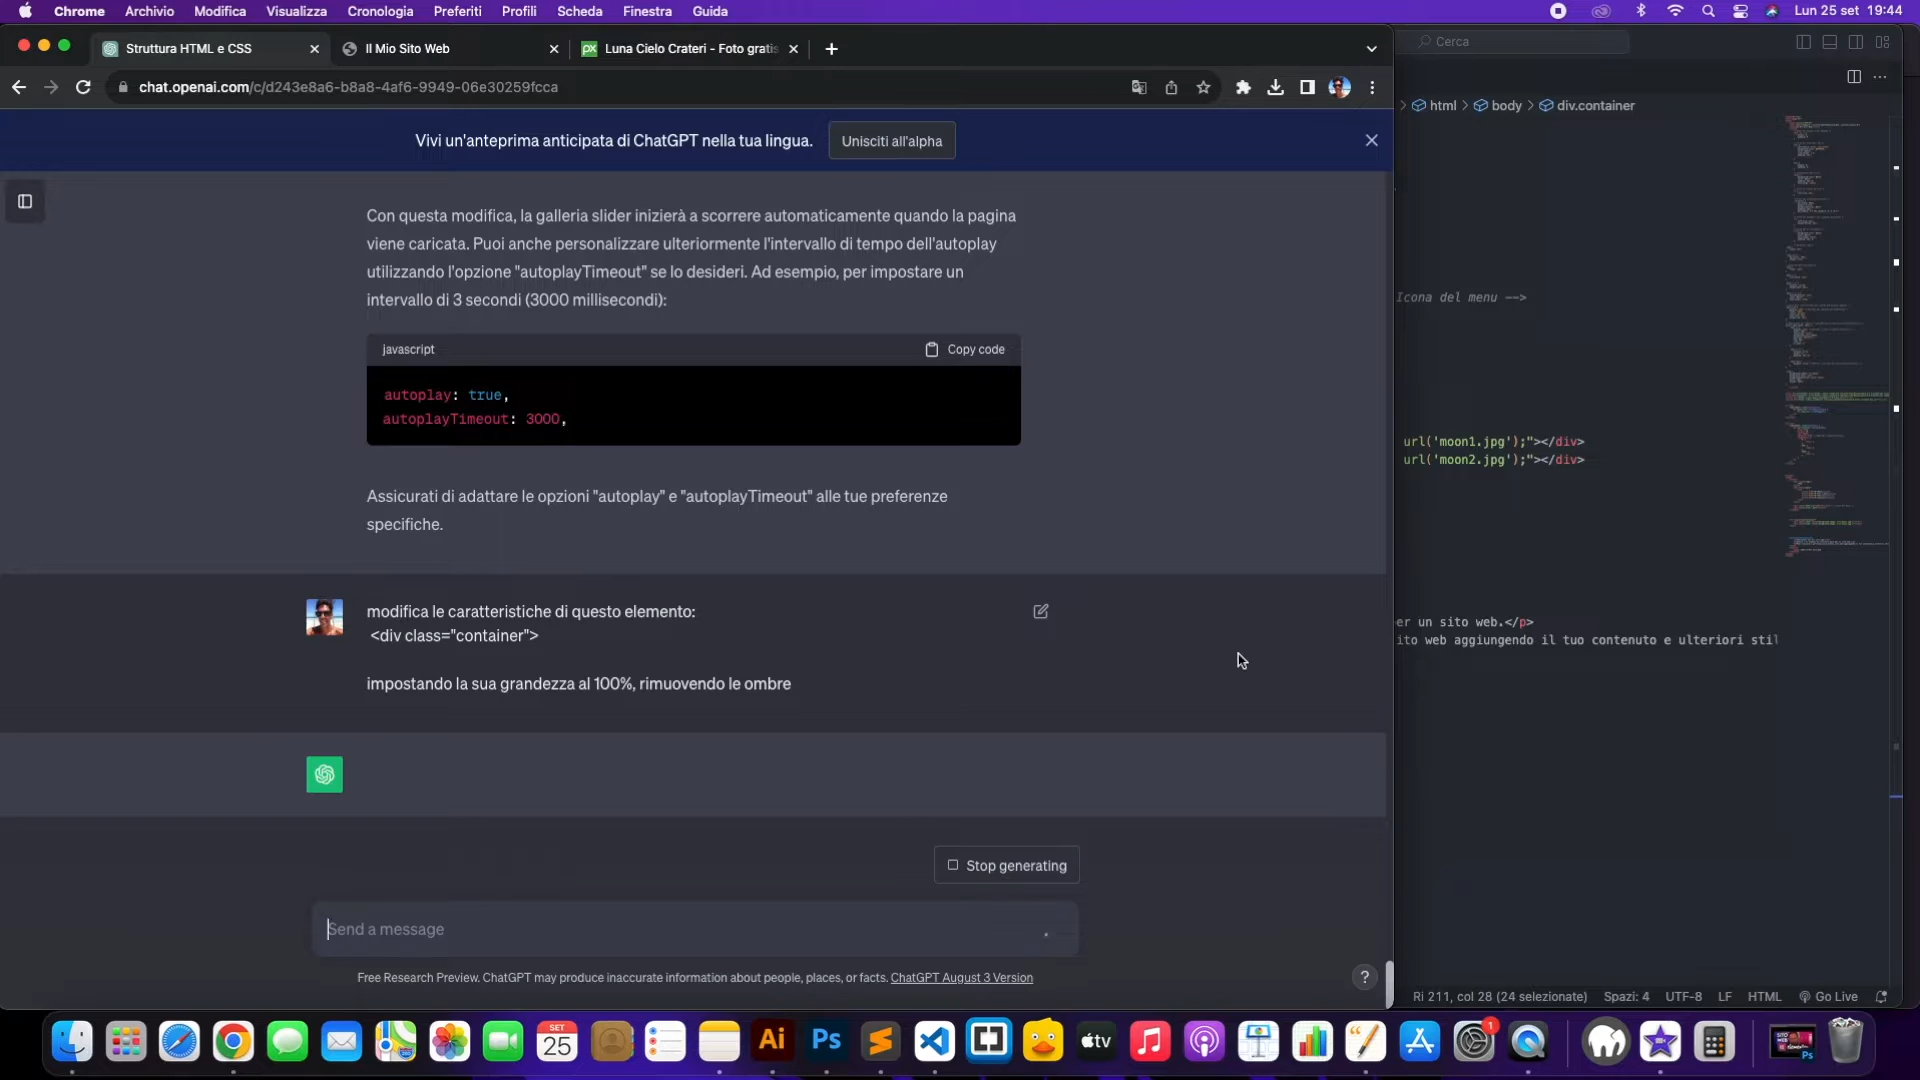 Chrome Archivio Modifica Visualizza Cronologia Preferiti Profili Scheda Finestra Guida Lun 25 set 19:44
Struttura HTML e CSS Il Mio Sito Web Luna Cielo Crateri - Foto gratis
Cerca
chat.openai.com/c/d243e8a6-b8a8-4af6-9949-06e30259fcca
html > body > div.container
Vivi un'anteprima anticipata di ChatGPT nella tua lingua. Unisciti all'alpha
Con questa modifica, la galleria slider inizierà a scorrere automaticamente quando la pagina
viene caricata. Puoi anche personalizzare ulteriormente l'intervallo di tempo dell'autoplay
utilizzando l'opzione "autoplayTimeout" se lo desideri. Ad esempio, per impostare un
intervallo di 3 secondi (3000 millisecondi):
javascript Copy code
autoplay: true,
autoplayTimeout: 3000,
Assicurati di adattare le opzioni "autoplay" e "autoplayTimeout" alle tue preferenze
specifiche.
modifica le caratteristiche di questo elemento:
<div class="container">
impostando la sua grandezza al 100%, rimuovendo le ombre
Stop generating
Send a message
Free Research Preview. ChatGPT may produce inaccurate information about people, places, or facts. ChatGPT August 3 Version
?
Icona del menu -->
url('moon1.jpg');"></div>
url('moon2.jpg');"></div>
er un sito web.</p>
ito web aggiungendo il tuo contenuto e ulteriori stil
Ri 211, col 28 (24 selezionate) Spazi: 4 UTF-8 LF HTML Go Live
SET
25
Ai
Ps
tv
1
Ps